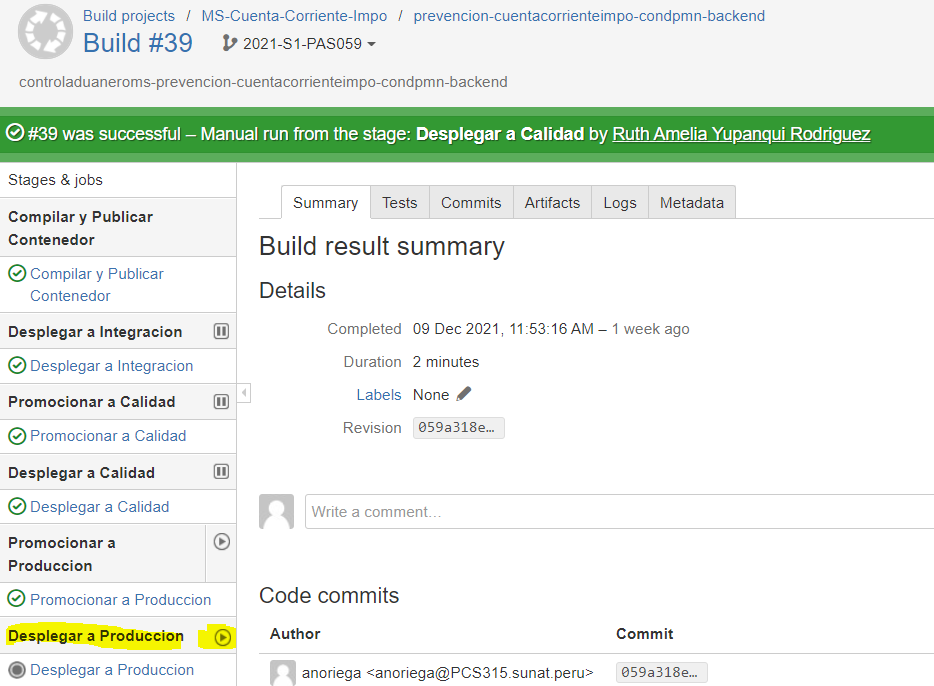 Build projects / MS-Cuenta-Corriente-Impo / prevencion-cuentacorrienteimpo-condpmn-backend
Build #39 2021-S1-PAS059
controladuaneroms-prevencion-cuentacorrienteimpo-condpmn-backend
#39 was successful – Manual run from the stage: Desplegar a Calidad by Ruth Amelia Yupanqui Rodriguez
Stages & jobs
Compilar y Publicar
Contenedor
Compilar y Publicar
Contenedor
Desplegar a Integracion
Desplegar a Integracion
Promocionar a Calidad
Promocionar a Calidad
Desplegar a Calidad
Desplegar a Calidad
Promocionar a
Produccion
Promocionar a Produccion
Desplegar a Produccion
Desplegar a Produccion
Summary Tests Commits Artifacts Logs Metadata
Build result summary
Details
Completed 09 Dec 2021, 11:53:16 AM – 1 week ago
Duration 2 minutes
Labels None
Revision 059a318e…
Write a comment…
Code commits
Author Commit
anoriega <anoriega@PCS315.sunat.peru> 059a318e…